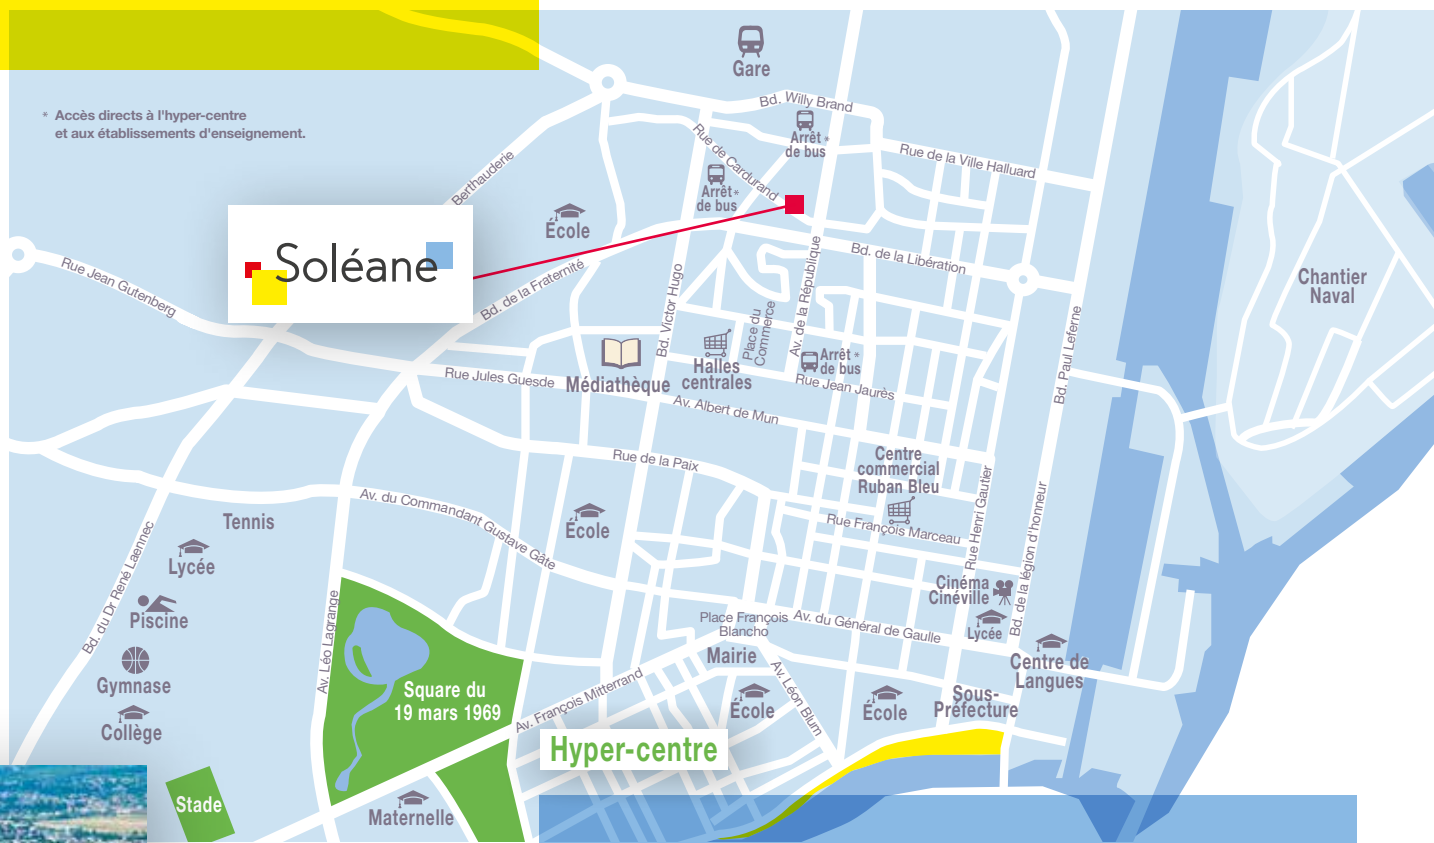 Gare
Bd. Willy Brand
* Accès directs à l'hyper-centre
et aux établissements d'enseignement.
Arrêt *
de bus
Rue de Cardurand
Rue de la Ville Halluard
Berthauderie
Arrêt *
de bus
École
Soléane
Rue Jean Gutenberg
Bd. de la Fraternité
Bd. Victor Hugo
Av. de la République
Bd. de la Libération
Chantier
Naval
Place du
Commerce
Bd. Paul Leferne
Médiathèque
Halles
centrales
Arrêt *
de bus
Rue Jules Guesde
Rue Jean Jaurès
Av. Albert de Mun
Rue de la Paix
Centre
commercial
Ruban Bleu
Av. du Commandant Gustave Gâte
Tennis
École
Rue François Marceau
Rue Henri Gautier
Bd. de la légion d'honneur
Bd. du Dr René Laennec
Lycée
Cinéma
Cinéville
Piscine
Av. Léo Lagrange
Place François
Blancho
Av. du Général de Gaulle
Lycée
Mairie
Centre de
Langues
Gymnase
Square du
19 mars 1969
Av. François Mitterrand
Av. Léon Blum
École
École
Sous-
Préfecture
Collège
Hyper-centre
Stade
Maternelle